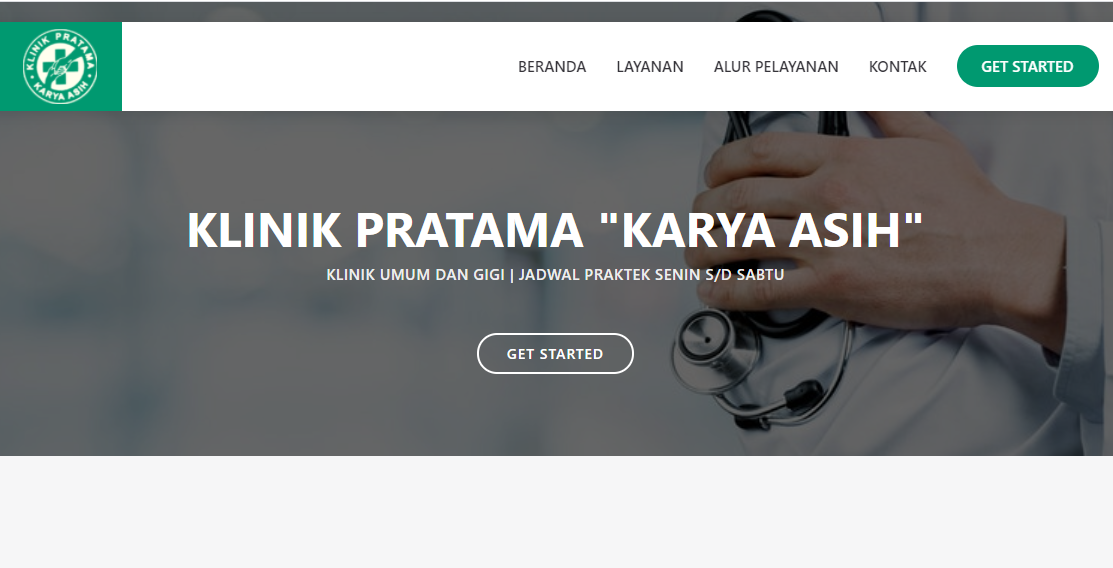 KLINIK PRATAMA
KARYA ASIH
BERANDA
LAYANAN
ALUR PELAYANAN
KONTAK
GET STARTED
KLINIK PRATAMA "KARYA ASIH"
KLINIK UMUM DAN GIGI | JADWAL PRAKTEK SENIN S/D SABTU
GET STARTED